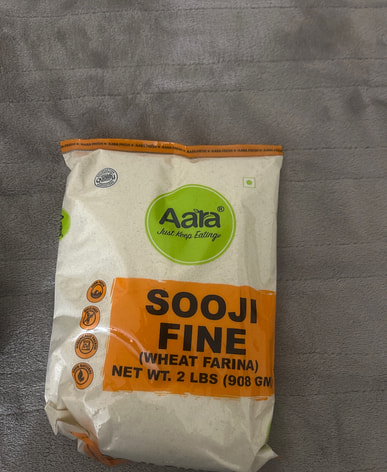 Aara®
Just Keep Eating
SOOJI
FINE
(WHEAT FARINA)
NET WT. 2 LBS (908 GM